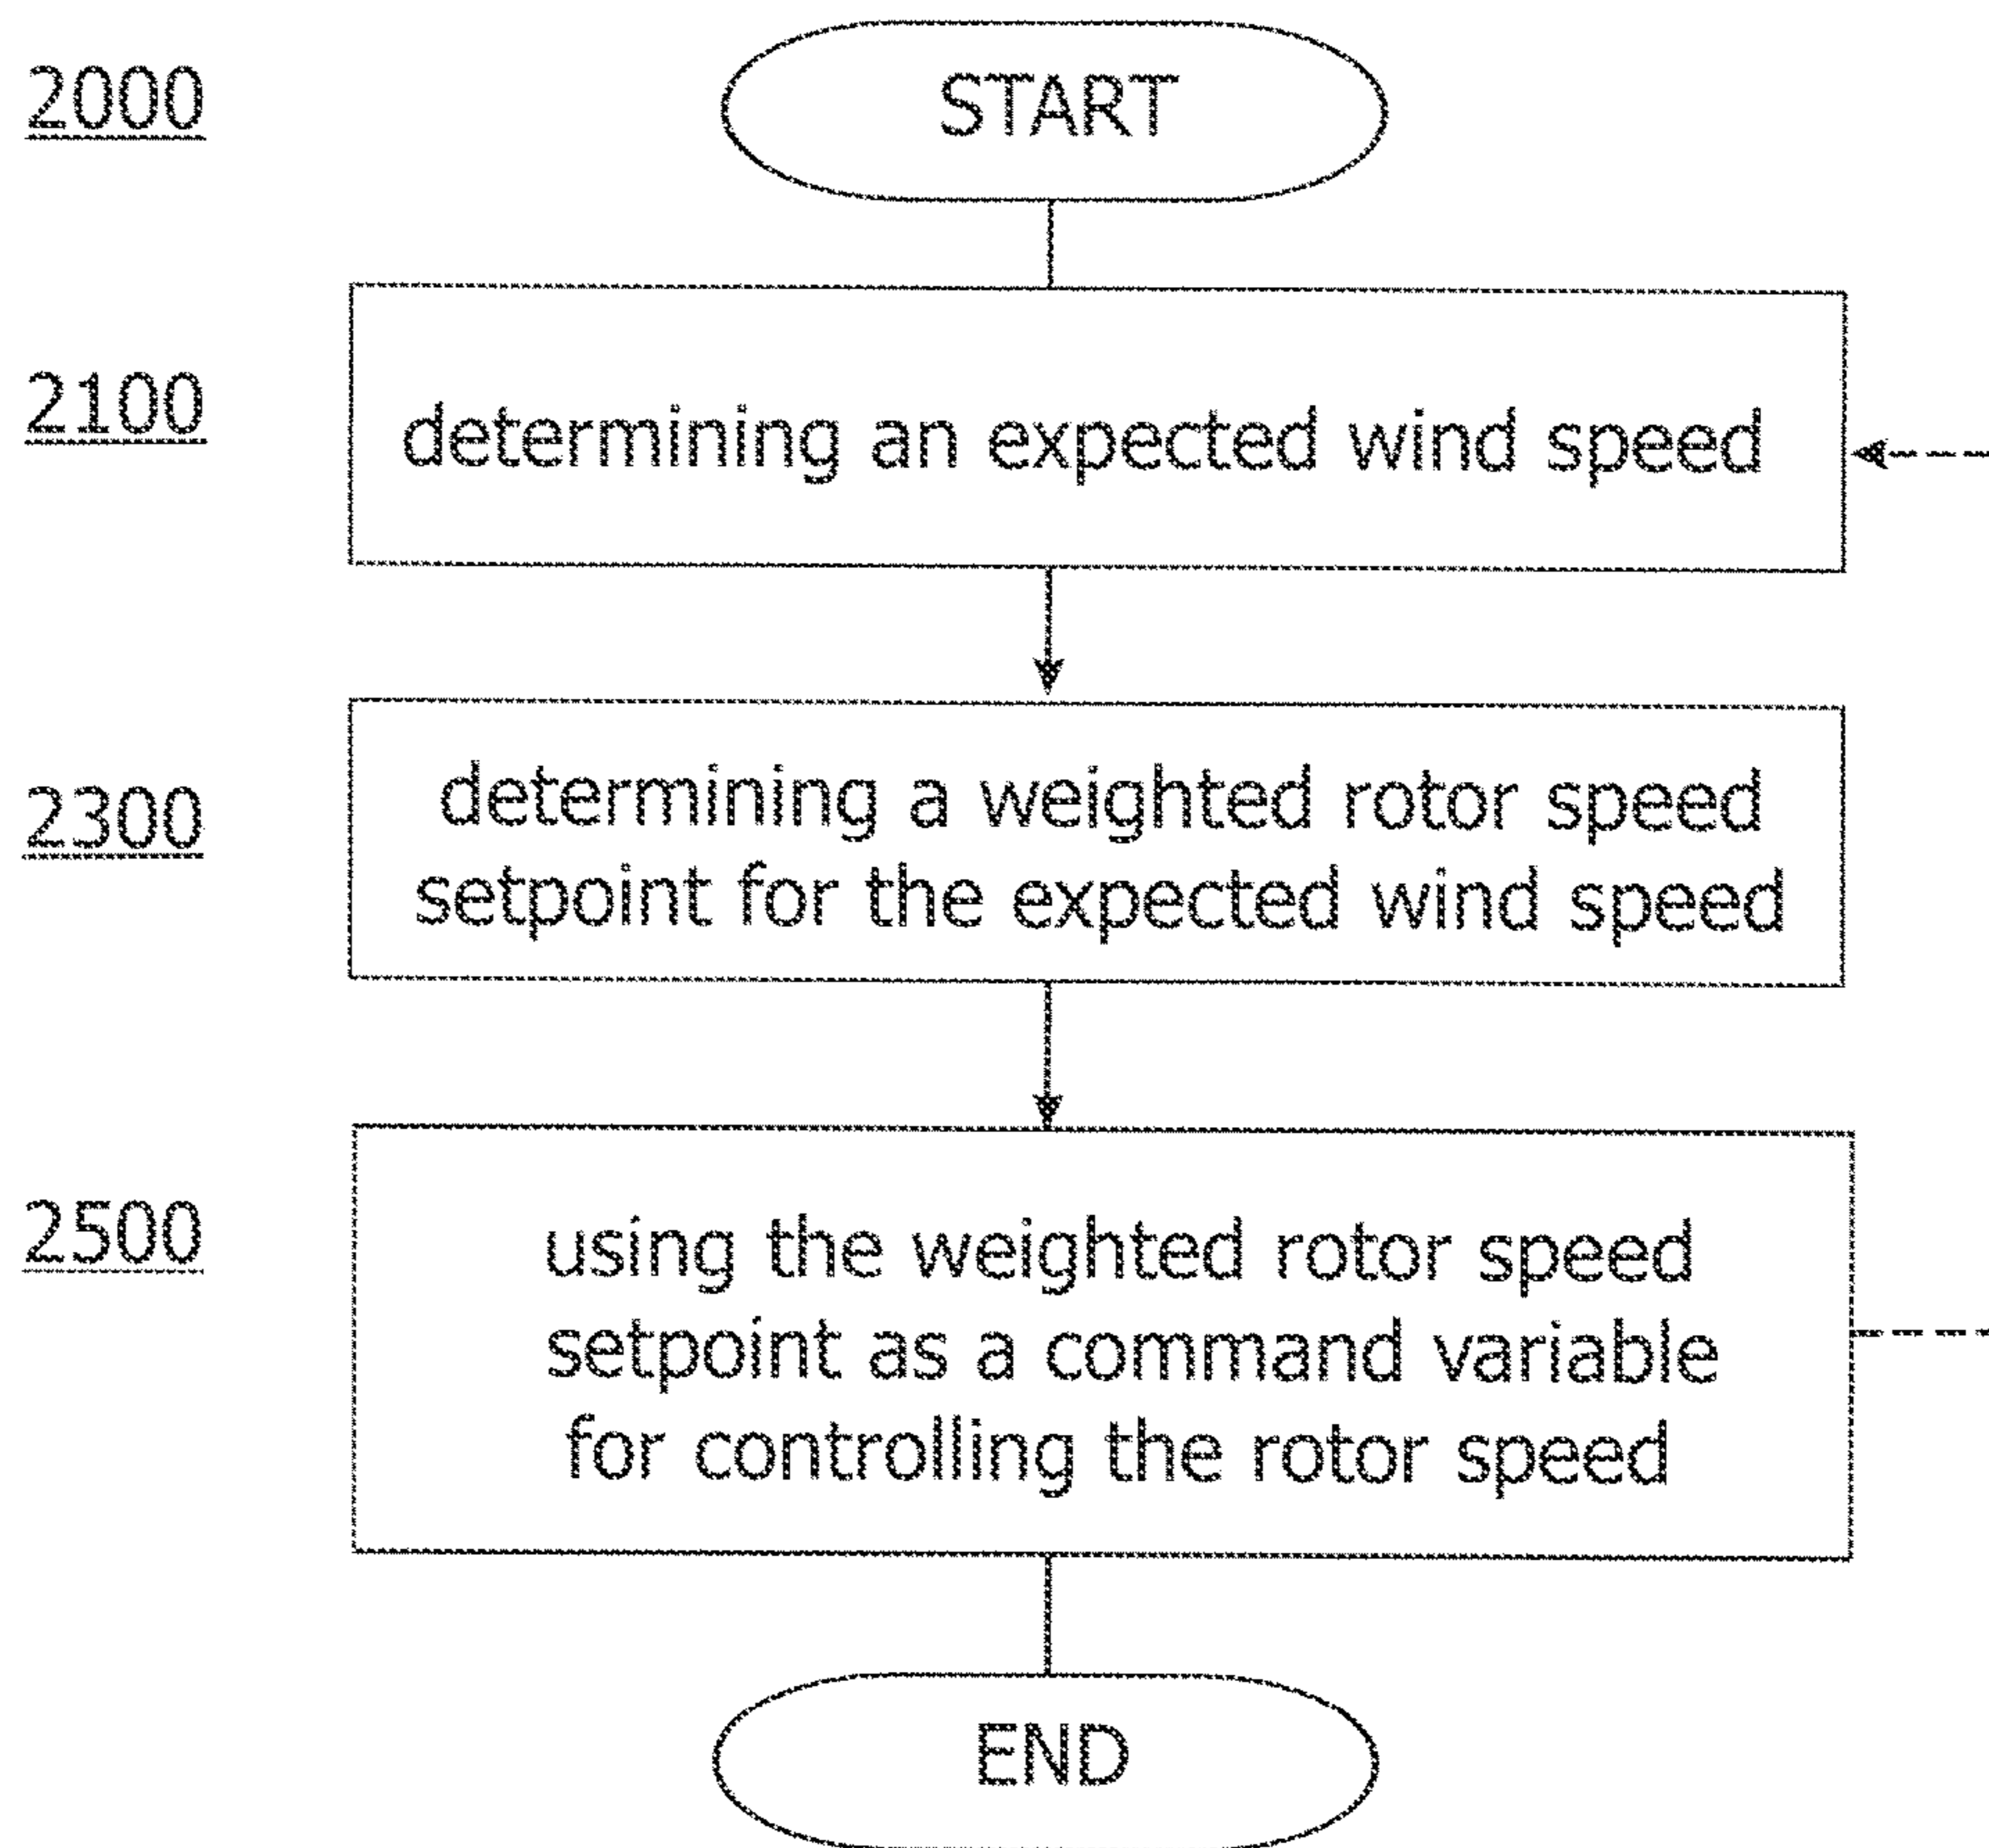 2000
START
2100
determining an expected wind speed
2300
determining a weighted rotor speed
setpoint for the expected wind speed
2500
using the weighted rotor speed
setpoint as a command variable
for controlling the rotor speed
END